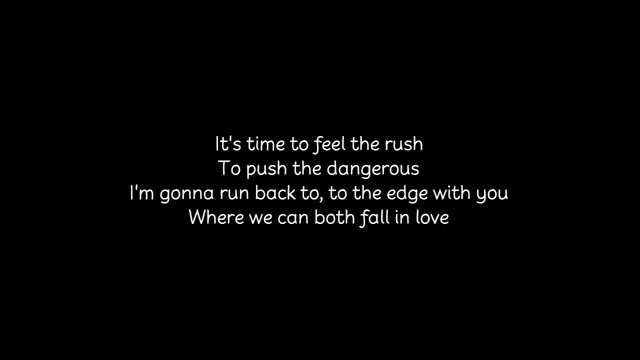 It's time to feel the rush
To push the dangerous
I'm gonna run back to, to the edge with you
Where we can both fall in love